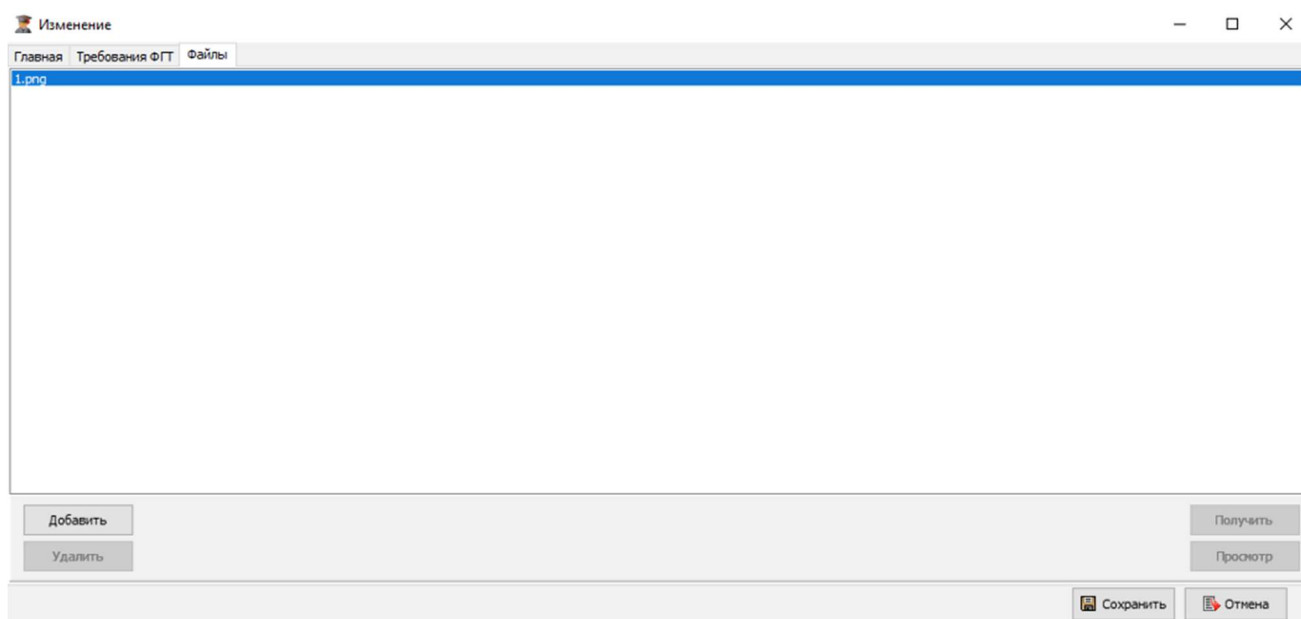 Изменение
Главная Требования ФГТ Файлы
1.png
Добавить Получить
Удалить Просмотр
Сохранить Отмена